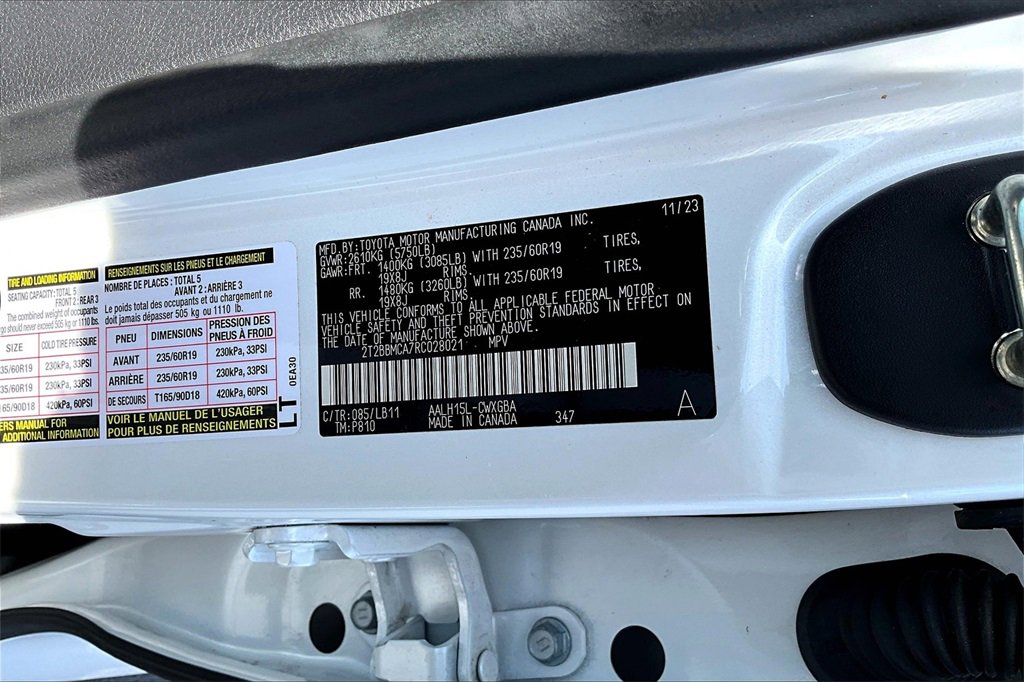 TIRE AND LOADING INFORMATION
SEATING CAPACITY: TOTAL 5
FRONT 2: REAR 3
The combined weight of occupants
go should never exceed 505 kg or 1110 lbs.
SIZE COLD TIRE PRESSURE
35/60R19 230kPa, 33PSI
35/60R19 230kPa, 33PSI
65/90D18 420kPa, 60PSI
ERS MANUAL FOR
ADDITIONAL INFORMATION
RENSEIGNEMENTS SUR LES PNEUS ET LE CHARGEMENT
NOMBRE DE PLACES: TOTAL 5
AVANT 2: ARRIÈRE 3
Le poids total des occupants et du chargement ne
doit jamais dépasser 505 kg ou 1110 lb.
PNEU DIMENSIONS PRESSION DES PNEUS À FROID
AVANT 235/60R19 230kPa, 33PSI
ARRIÈRE 235/60R19 230kPa, 33PSI
DE SECOURS T165/90D18 420kPa, 60PSI
VOIR LE MANUEL DE L'USAGER
POUR PLUS DE RENSEIGNEMENTS
LT 0EA30
MFD.BY:TOYOTA MOTOR MANUFACTURING CANADA INC. 11/23
GVWR:2610KG (5750LB)
GAWR:FRT. 1400KG (3085LB) WITH 235/60R19 TIRES,
19X8J RIMS
RR. 1480KG (3260LB) WITH 235/60R19 TIRES,
19X8J RIMS.
THIS VEHICLE CONFORMS TO ALL APPLICABLE FEDERAL MOTOR
VEHICLE SAFETY AND THEFT PREVENTION STANDARDS IN EFFECT ON
THE DATE OF MANUFACTURE SHOWN ABOVE.
2T2BBMCA7RC028021 MPV
C/TR:085/LB11 AALH15L-CWXGBA
TM:P810 MADE IN CANADA 347 A